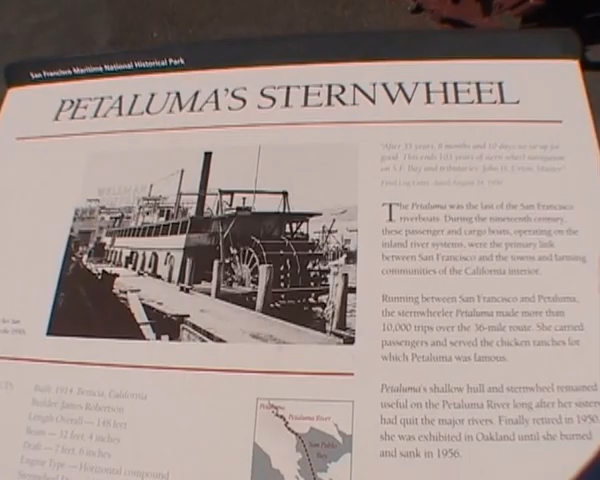 San Francisco Maritime National Historical Park
PETALUMA'S STERNWHEEL
"After 35 years, 8 months and 10 days we tie up for
good. This ends 103 years of stern wheel navigation
on S.F. Bay and tributaries.
The Petaluma was the last of the San Francisco
riverboats. During the nineteenth century,
these passenger and cargo boats, operating on the
inland river systems, were the primary link
between San Francisco and the towns and farming
communities of the California interior.
Running between San Francisco and Petaluma,
the sternwheeler Petaluma made more than
10,000 trips over the 36-mile route. She carried
passengers and served the chicken ranches for
which Petaluma was famous.
Petaluma's shallow hull and sternwheel remained
useful on the Petaluma River long after her sisters
had quit the major rivers. Finally retired in 1950
she was exhibited in Oakland until she burned
and sank in 1956.
Built: 1914, Benicia, California
Builder: James Robertson
Length Overall — 148 feet
Beam — 32 feet, 4 inches
Draft — 7 feet, 6 inches
Engine Type — Horizontal compound
Petaluma
Petaluma River
San Pablo
Bay